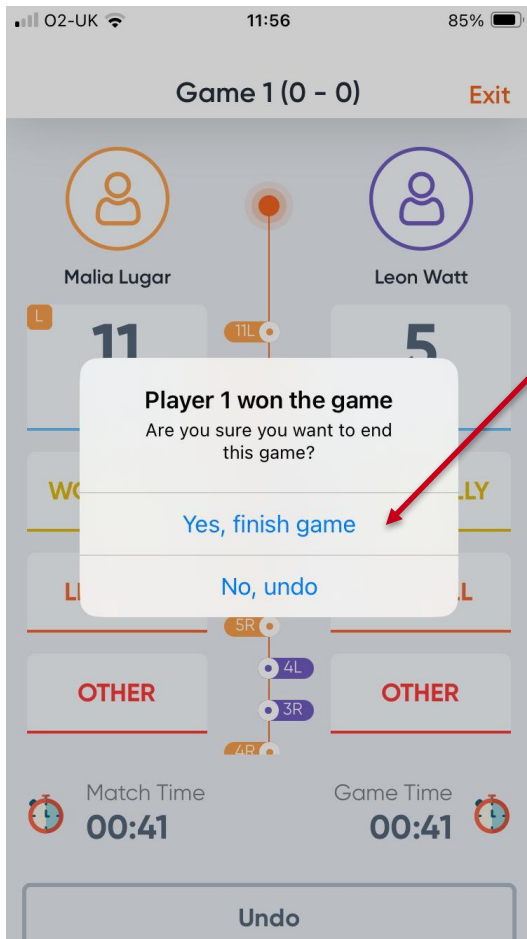 O2-UK 11:56 85%
Game 1 (0 - 0) Exit
Malia Lugar Leon Watt
L 11 11L 5
Player 1 won the game
Are you sure you want to end
this game?
Yes, finish game
No, undo
5R
4L
OTHER OTHER
3R
4R
Match Time Game Time
00:41 00:41
Undo